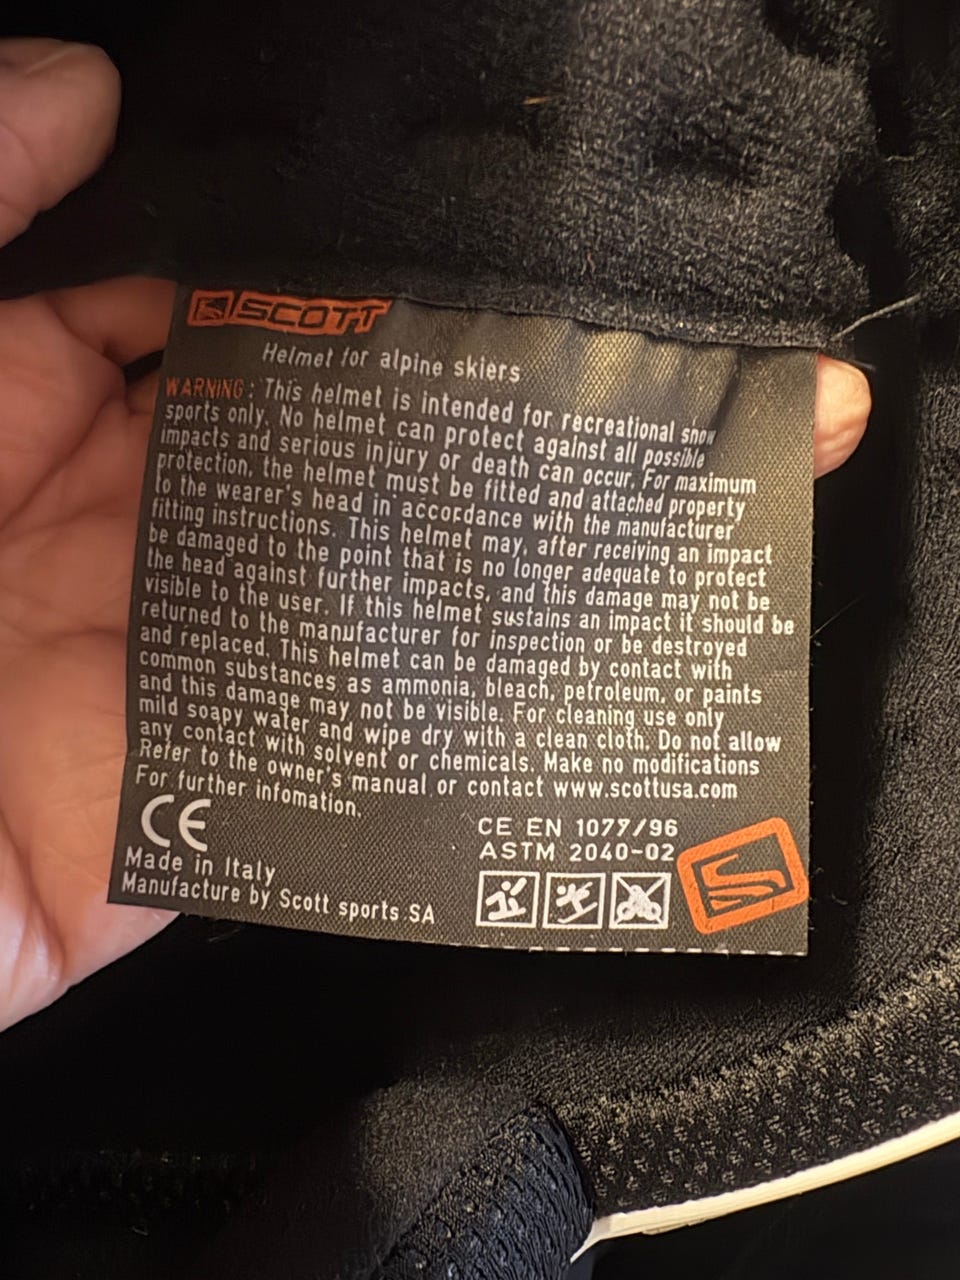 SCOTT
Helmet for alpine skiers
WARNING: This helmet is intended for recreational snow
sports only. No helmet can protect against all possible
impacts and serious injury or death can occur. For maximum
protection, the helmet must be fitted and attached property
to the wearer's head in accordance with the manufacturer
fitting instructions. This helmet may, after receiving an impact
be damaged to the point that is no longer adequate to protect
the head against further impacts, and this damage may not be
visible to the user. If this helmet sustains an impact it should be
returned to the manufacturer for inspection or be destroyed
and replaced. This helmet can be damaged by contact with
common substances as ammonia, bleach, petroleum, or paints
and this damage may not be visible. For cleaning use only
mild soapy water and wipe dry with a clean cloth. Do not allow
any contact with solvent or chemicals. Make no modifications
Refer to the owner's manual or contact www.scottusa.com
For further infomation.
CE
CE EN 1077/96
ASTM 2040-02
Made in Italy
Manufacture by Scott sports SA